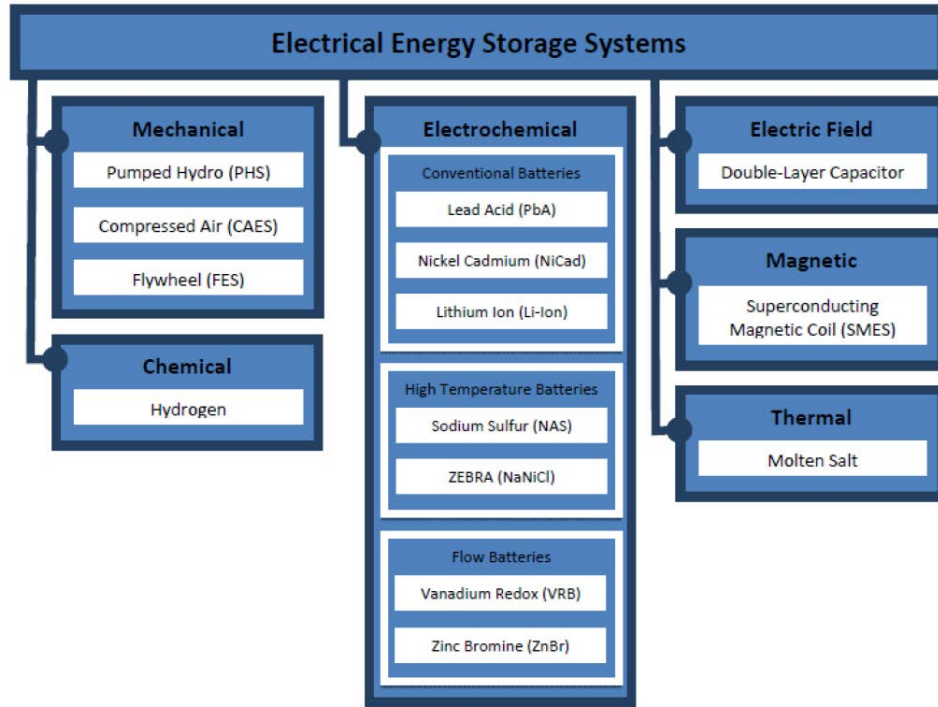 Electrical Energy Storage Systems
Mechanical
Pumped Hydro (PHS)
Compressed Air (CAES)
Flywheel (FES)
Chemical
Hydrogen
Electrochemical
Conventional Batteries
Lead Acid (PbA)
Nickel Cadmium (NiCad)
Lithium Ion (Li-Ion)
High Temperature Batteries
Sodium Sulfur (NAS)
ZEBRA (NaNiCl)
Flow Batteries
Vanadium Redox (VRB)
Zinc Bromine (ZnBr)
Electric Field
Double-Layer Capacitor
Magnetic
Superconducting
Magnetic Coil (SMES)
Thermal
Molten Salt